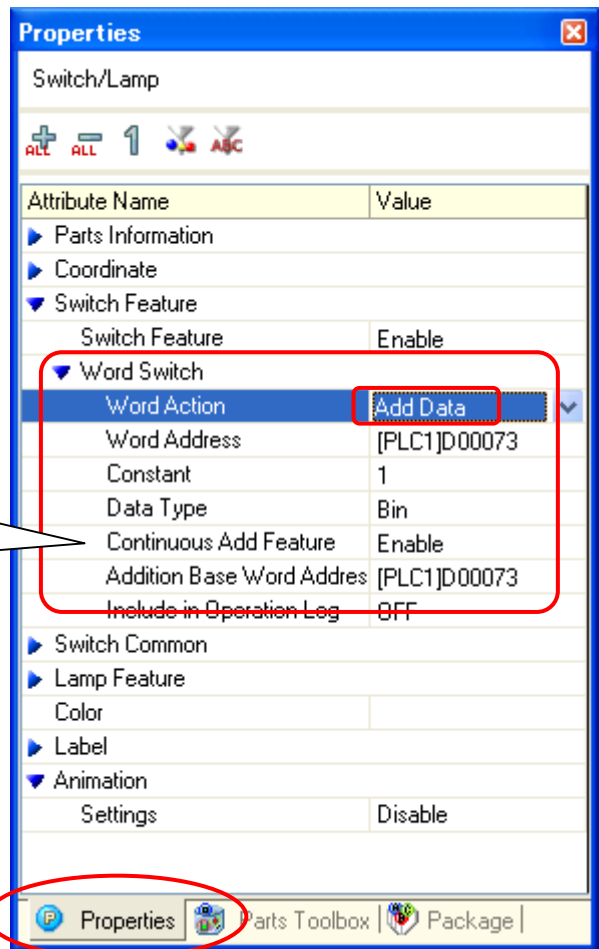 Properties
Switch/Lamp
ALL ALL 1 ABC
Attribute Name Value
Parts Information
Coordinate
Switch Feature
Switch Feature Enable
Word Switch
Word Action Add Data
Word Address [PLC1]D00073
Constant 1
Data Type Bin
Continuous Add Feature Enable
Addition Base Word Addres [PLC1]D00073
Include in Operation Log OFF
Switch Common
Lamp Feature
Color
Label
Animation
Settings Disable
P Properties Parts Toolbox Package